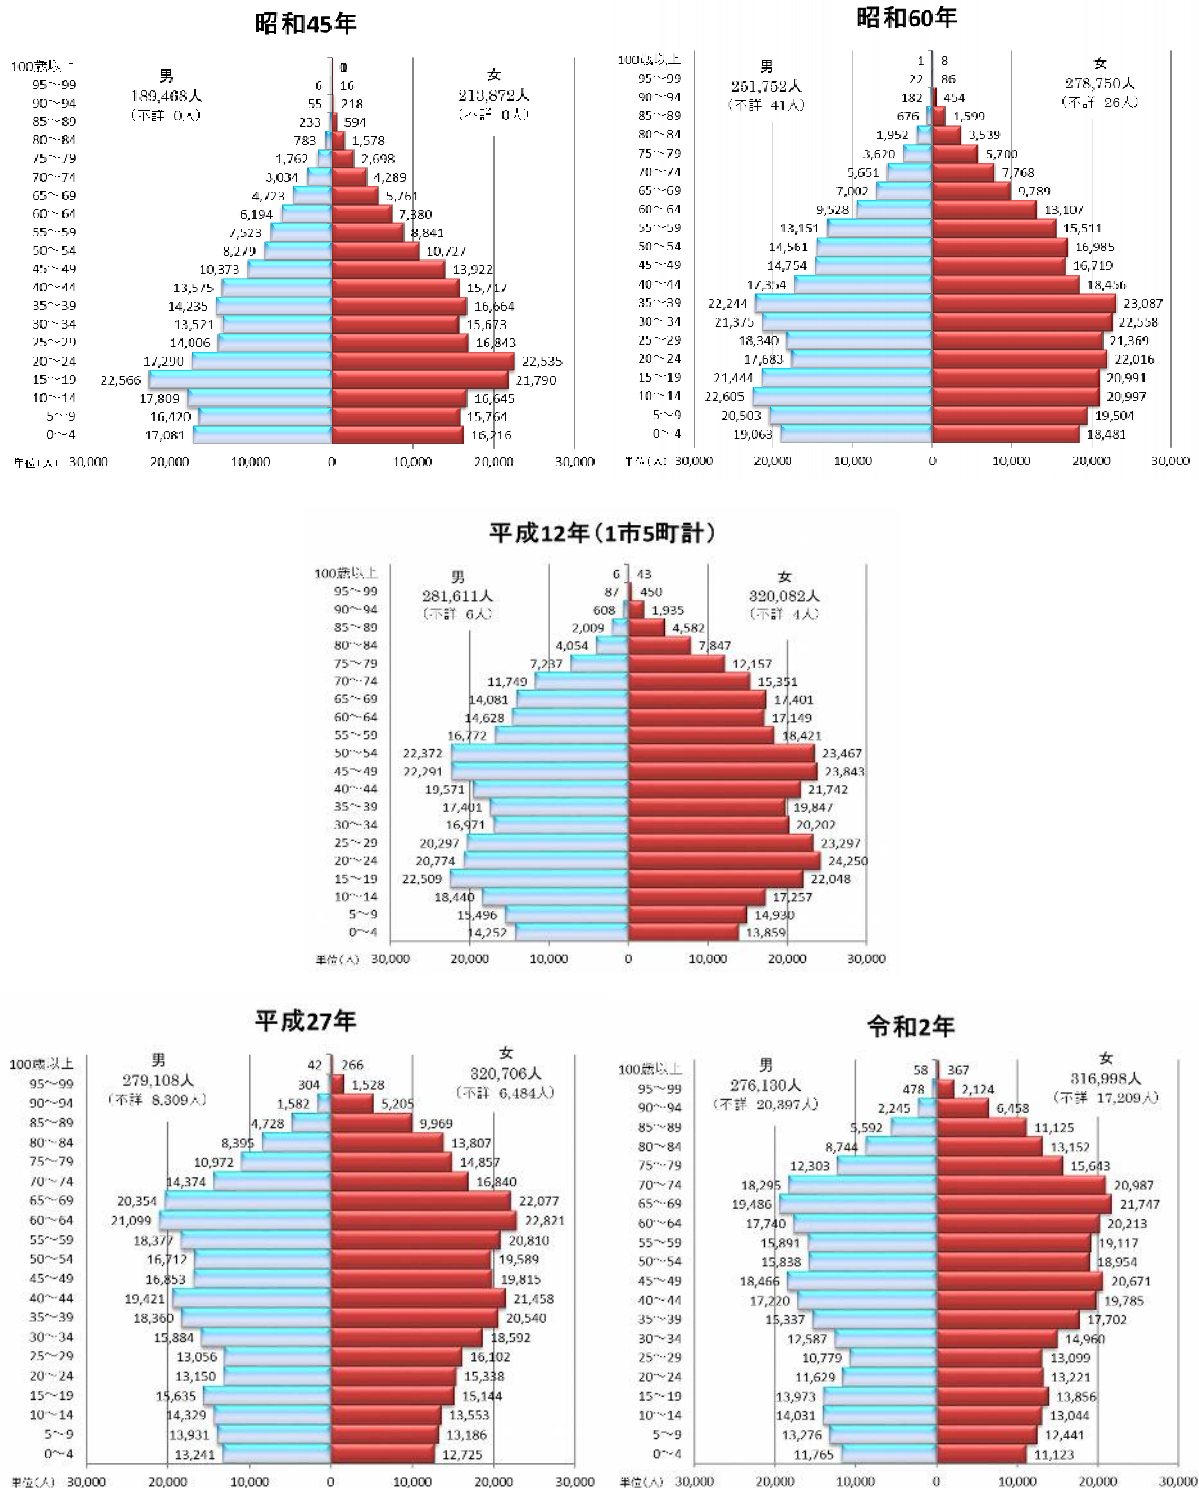 昭和45年
100歳以上 0 0
95～99 6 16
90～94 55 218
85～89 233 594
80～84 783 1,578
75～79 1,762 2,698
70～74 3,034 4,289
65～69 4,723 5,761
60～64 6,194 7,380
55～59 7,523 8,841
50～54 8,279 10,727
45～49 10,373 13,922
40～44 13,575 15,717
35～39 14,235 16,664
30～34 13,521 15,673
25～29 14,006 16,843
20～24 17,290 22,535
15～19 22,566 21,790
10～14 17,809 16,645
5～9 16,420 15,764
0～4 17,081 16,216
男
189,468人
（不詳 0人）
女
213,872人
（不詳 0人）
単位(人) 30,000 20,000 10,000 0 10,000 20,000 30,000
昭和60年
100歳以上 1 8
95～99 22 86
90～94 182 454
85～89 676 1,599
80～84 1,952 3,539
75～79 3,620 5,700
70～74 5,651 7,768
65～69 7,002 9,789
60～64 9,528 13,107
55～59 13,151 15,511
50～54 14,561 16,985
45～49 14,754 16,719
40～44 17,354 18,456
35～39 22,244 23,087
30～34 21,375 22,558
25～29 18,340 21,369
20～24 17,683 22,016
15～19 21,444 20,991
10～14 22,605 20,997
5～9 20,503 19,504
0～4 19,063 18,481
男
251,752人
（不詳 41人）
女
278,750人
（不詳 26人）
単位(人) 30,000 20,000 10,000 0 10,000 20,000 30,000
平成12年（1市5町計）
100歳以上 6 43
95～99 87 450
90～94 608 1,935
85～89 2,009 4,582
80～84 4,054 7,847
75～79 7,237 12,157
70～74 11,749 15,351
65～69 14,081 17,401
60～64 14,628 17,149
55～59 16,772 18,421
50～54 22,372 23,467
45～49 22,291 23,843
40～44 19,571 21,742
35～39 17,401 19,847
30～34 16,971 20,202
25～29 20,297 23,297
20～24 20,774 24,250
15～19 22,509 22,048
10～14 18,440 17,257
5～9 15,496 14,930
0～4 14,252 13,859
男
281,611人
（不詳 6人）
女
320,082人
（不詳 4人）
単位(人) 30,000 20,000 10,000 0 10,000 20,000 30,000
平成27年
100歳以上 42 266
95～99 304 1,528
90～94 1,582 5,205
85～89 4,728 9,969
80～84 8,395 13,807
75～79 10,972 14,857
70～74 14,374 16,840
65～69 20,354 22,077
60～64 21,099 22,821
55～59 18,377 20,810
50～54 16,712 19,589
45～49 16,853 19,815
40～44 19,421 21,458
35～39 18,360 20,540
30～34 15,884 18,592
25～29 13,056 16,102
20～24 13,150 15,338
15～19 15,635 15,144
10～14 14,329 13,553
5～9 13,931 13,186
0～4 13,241 12,725
男
279,108人
（不詳 8,309人）
女
320,706人
（不詳 6,484人）
単位(人) 30,000 20,000 10,000 0 10,000 20,000 30,000
令和2年
100歳以上 58 367
95～99 478 2,124
90～94 2,245 6,458
85～89 5,592 11,125
80～84 8,744 13,152
75～79 12,303 15,643
70～74 18,295 20,987
65～69 19,486 21,747
60～64 17,740 20,213
55～59 15,891 19,117
50～54 15,838 18,954
45～49 18,466 20,671
40～44 17,220 19,785
35～39 15,337 17,702
30～34 12,587 14,960
25～29 10,779 13,099
20～24 11,629 13,221
15～19 13,973 13,856
10～14 14,031 13,044
5～9 13,276 12,441
0～4 11,765 11,123
男
276,130人
（不詳 20,397人）
女
316,998人
（不詳 17,209人）
単位(人) 30,000 20,000 10,000 0 10,000 20,000 30,000